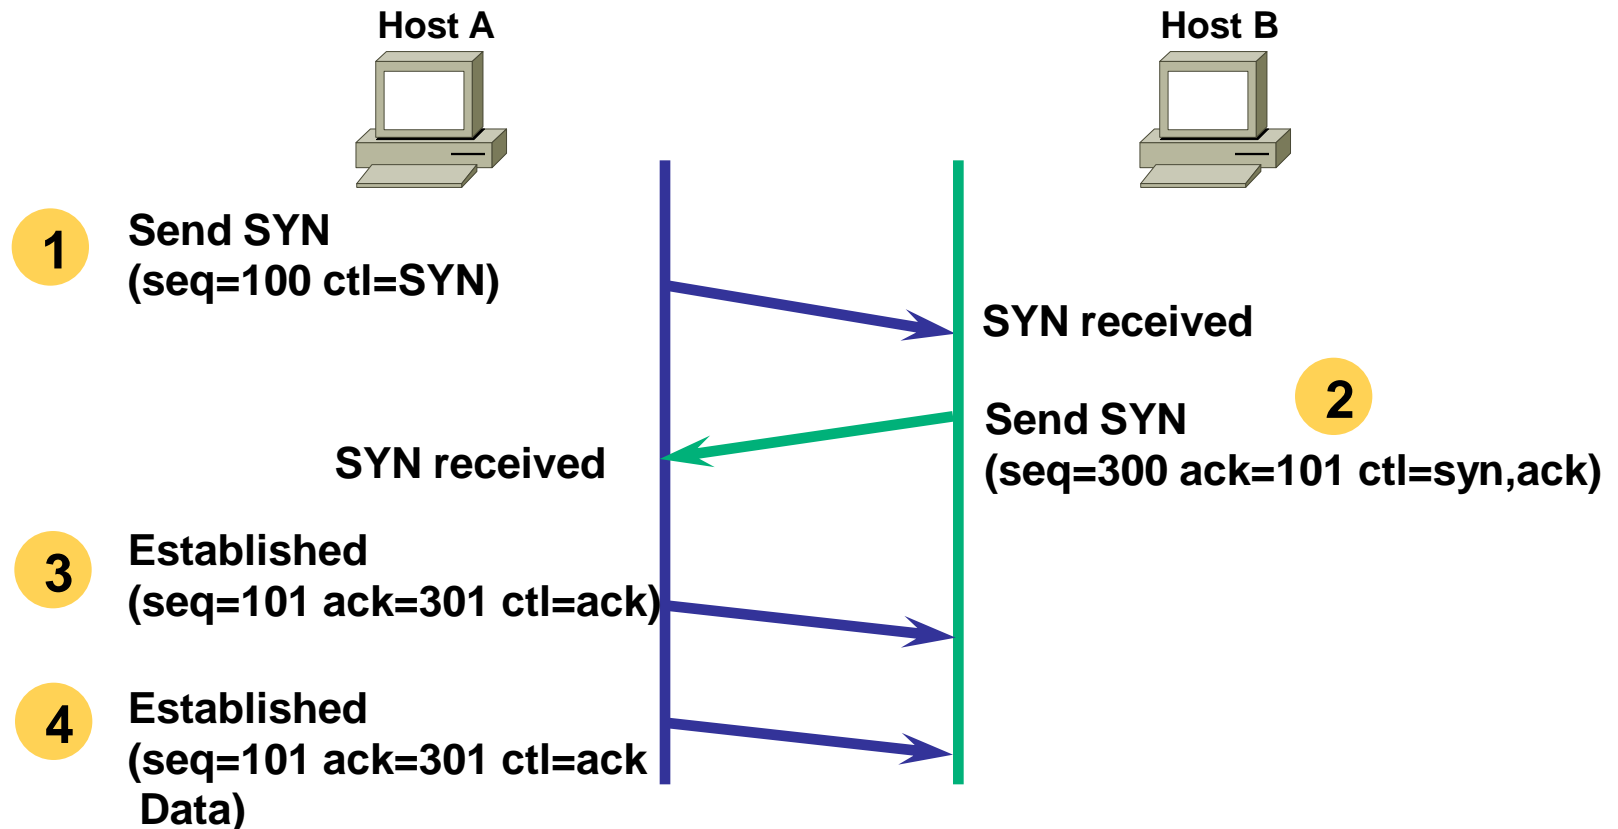 Host A
Host B
1
Send SYN
(seq=100 ctl=SYN)
SYN received
2
Send SYN
(seq=300 ack=101 ctl=syn,ack)
SYN received
3
Established
(seq=101 ack=301 ctl=ack)
4
Established
(seq=101 ack=301 ctl=ack
Data)